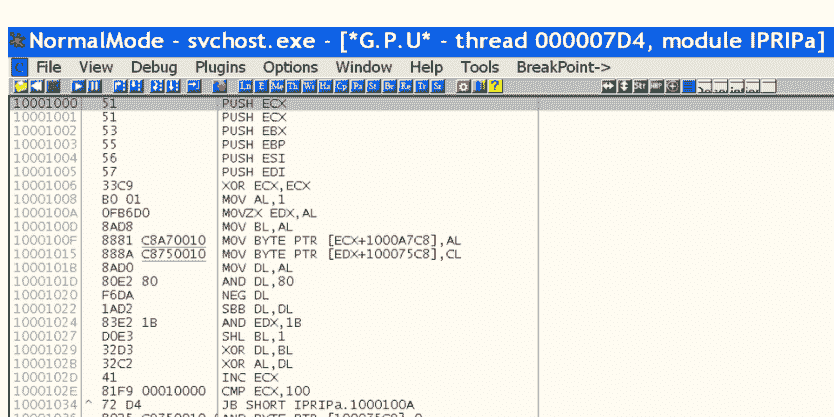 NormalMode - svchost.exe - [*G.P.U* - thread 000007D4, module IPRIPa]
File View Debug Plugins Options Window Help Tools BreakPoint->
10001000 51 PUSH ECX
10001001 51 PUSH ECX
10001002 53 PUSH EBX
10001003 55 PUSH EBP
10001004 56 PUSH ESI
10001005 57 PUSH EDI
10001006 33C9 XOR ECX,ECX
10001008 B0 01 MOV AL,1
1000100A 0FB6D0 MOVZX EDX,AL
1000100D 8AD8 MOV BL,AL
1000100F 8881 C8A70010 MOV BYTE PTR [ECX+1000A7C8],AL
10001015 888A C8750010 MOV BYTE PTR [EDX+100075C8],CL
1000101B 8AD0 MOV DL,AL
1000101D 80E2 80 AND DL,80
10001020 F6DA NEG DL
10001022 1AD2 SBB DL,DL
10001024 83E2 1B AND EDX,1B
10001027 D0E3 SHL BL,1
10001029 32D3 XOR DL,BL
1000102B 32C2 XOR AL,DL
1000102D 41 INC ECX
1000102E 81F9 00010000 CMP ECX,100
10001034 ^ 72 D4 JB SHORT IPRIPa.1000100A